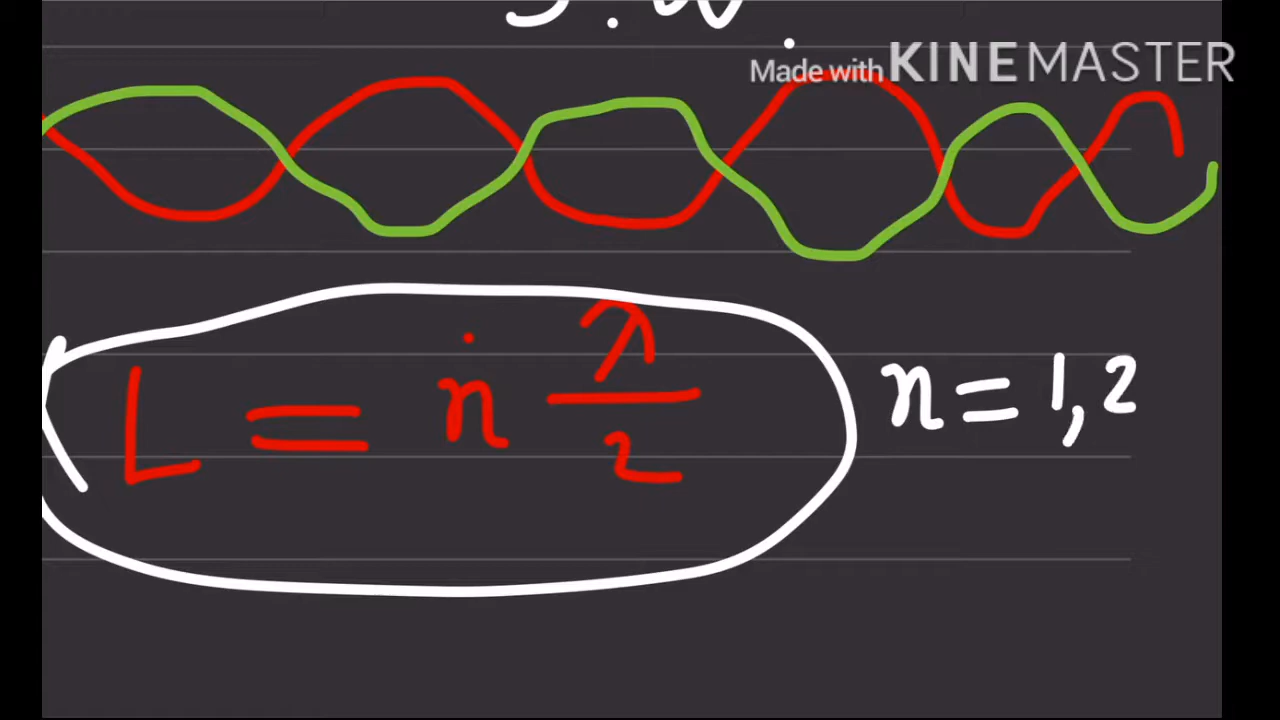 S.W.
Made with KINEMASTER
L = n λ/2 n = 1,2